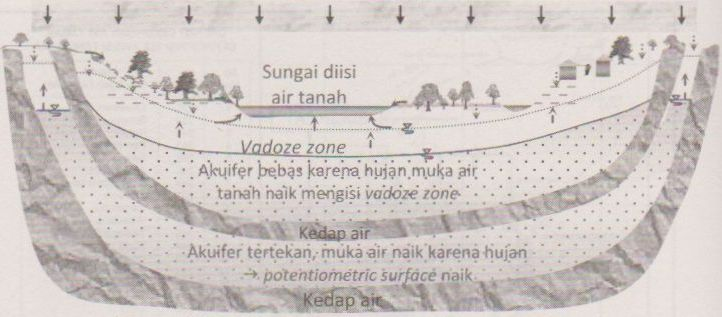 Sungai diisi
air tanah
Vadoze zone
Akuifer bebas karena hujan muka air
tanah naik mengisi vadoze zone
Kedap air
Akuifer tertekan, muka air naik karena hujan
→ potentiometric surface naik
Kedap air